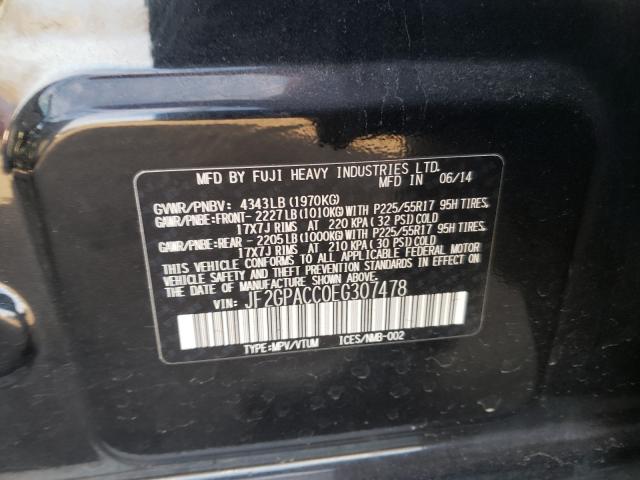 MFD BY FUJI HEAVY INDUSTRIES LTD.
MFD IN 06/14
GVWR/PNBV: 4343LB (1970KG)
GAWR/PNBE:FRONT- 2227LB (1010KG) WITH P225/55R17 95H TIRES,
17X7J RIMS AT 220 KPA (32 PSI) COLD
GAWR/PNBE:REAR - 2205LB (1000KG) WITH P225/55R17 95H TIRES,
17X7J RIMS AT 210 KPA (30 PSI) COLD
THIS VEHICLE CONFORMS TO ALL APPLICABLE FEDERAL MOTOR
VEHICLE SAFETY AND THEFT PREVENTION STANDARDS IN EFFECT ON
THE DATE OF MANUFACTURE SHOWN ABOVE.
VIN: JF2GPACC0EG307478
TYPE:MPV/VTUM ICES/NMB-002